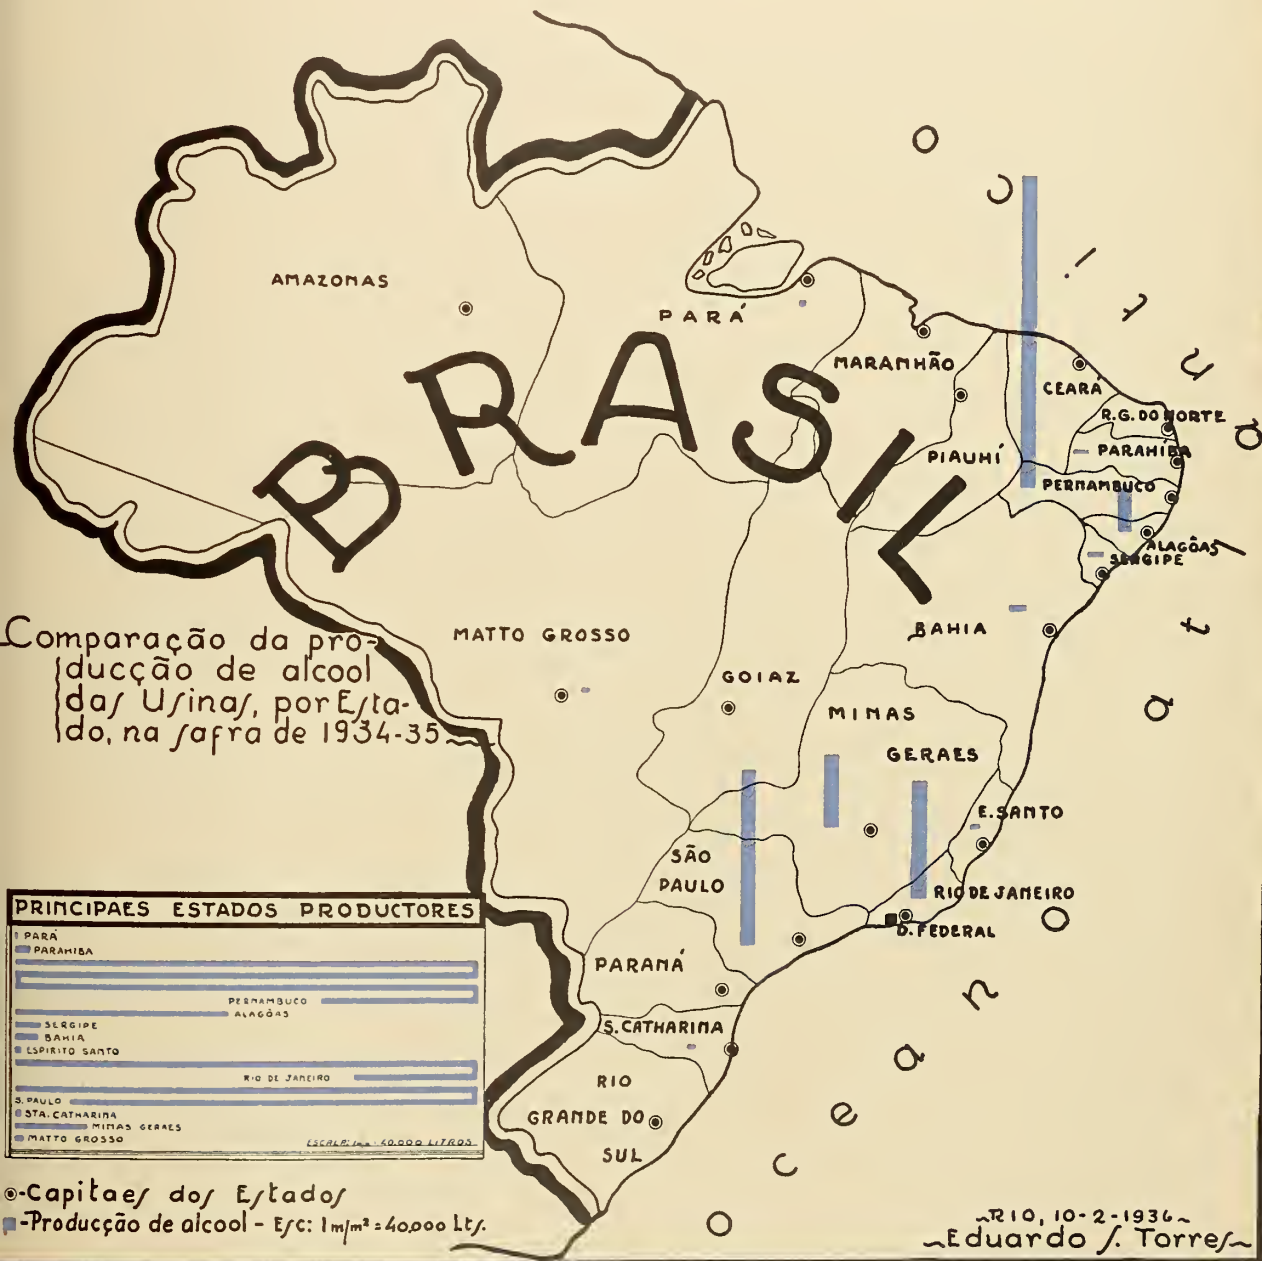 Oceano Atlantico
BRASIL
AMAZONAS
PARÁ
MARANHÃO
CEARÁ
R.G. DO NORTE
PIAUHÍ
PARAHÍBA
PERNAMBUCO
ALAGÔAS
SERGIPE
BAHIA
MATTO GROSSO
GOIAZ
MINAS
GERAES
E. SANTO
SÃO
PAULO
RIO DE JANEIRO
D. FEDERAL
PARANÁ
S. CATHARINA
RIO
GRANDE DO
SUL
Comparação da pro-
ducção de alcool
das Usinas, por Esta-
do, na safra de 1934-35
PRINCIPAES ESTADOS PRODUCTORES
PARÁ
PARAHIBA
PERNAMBUCO
ALAGÔAS
SERGIPE
BAHIA
ESPIRITO SANTO
RIO DE JANEIRO
S. PAULO
STA. CATHARINA
MINAS GERAES
MATTO GROSSO
ESCALA: 1 m/m = 40.000 LITROS
-Capitaes dos Estados
-Producção de alcool - Esc: 1 m/m² = 40,000 Lts.
RIO, 10-2-1936
Eduardo S. Torres